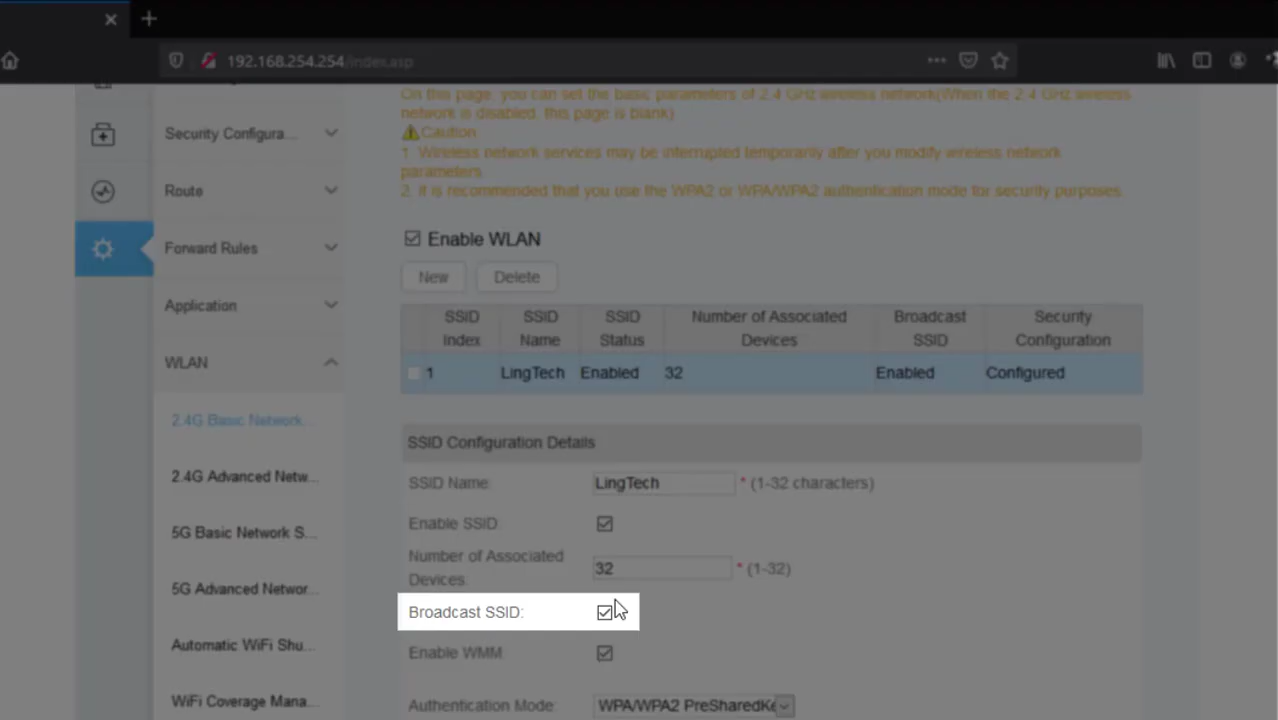 192.168.254.254/index.asp
On this page, you can set the basic parameters of 2.4 GHz wireless network(When the 2.4 GHz wireless
network is disabled, this page is blank)
Caution:
1. Wireless network services may be interrupted temporarily after you modify wireless network
parameters.
2. It is recommended that you use the WPA2 or WPA/WPA2 authentication mode for security purposes.
Security Configura...
Route
Forward Rules
Application
WLAN
2.4G Basic Network...
2.4G Advanced Netw...
5G Basic Network S...
5G Advanced Networ...
Automatic WiFi Shu...
WiFi Coverage Mana...
Enable WLAN
New Delete
SSID Index SSID Name SSID Status Number of Associated Devices Broadcast SSID Security Configuration
1 LingTech Enabled 32 Enabled Configured
SSID Configuration Details
SSID Name: LingTech * (1-32 characters)
Enable SSID:
Number of Associated
Devices: 32 * (1-32)
Broadcast SSID:
Enable WMM:
Authentication Mode: WPA/WPA2 PreSharedKe